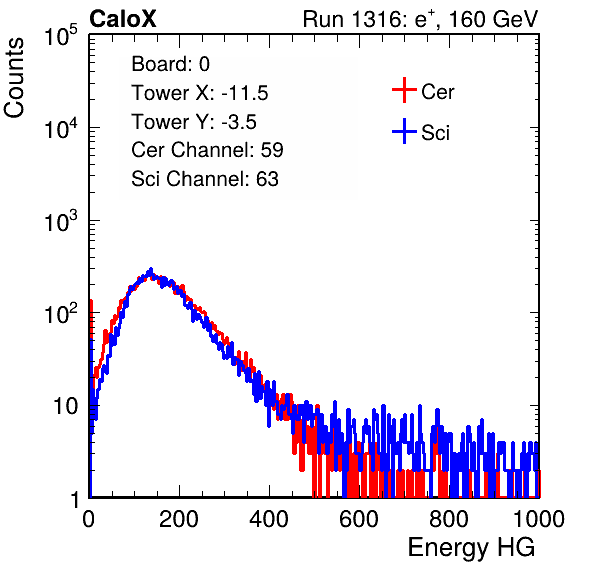 CaloX Run 1316: e⁺, 160 GeV
Counts
Board: 0
Tower X: -11.5
Tower Y: -3.5
Cer Channel: 59
Sci Channel: 63
Cer
Sci
10⁵
10⁴
10³
10²
10
1
0 200 400 600 800 1000
Energy HG